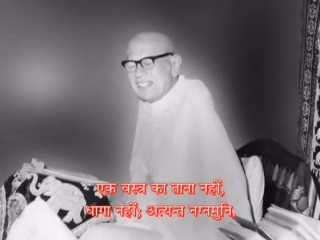 एक वस्त्र का ताना नहीं,
धागा नहीं; अत्यन्त नग्नमुनि,